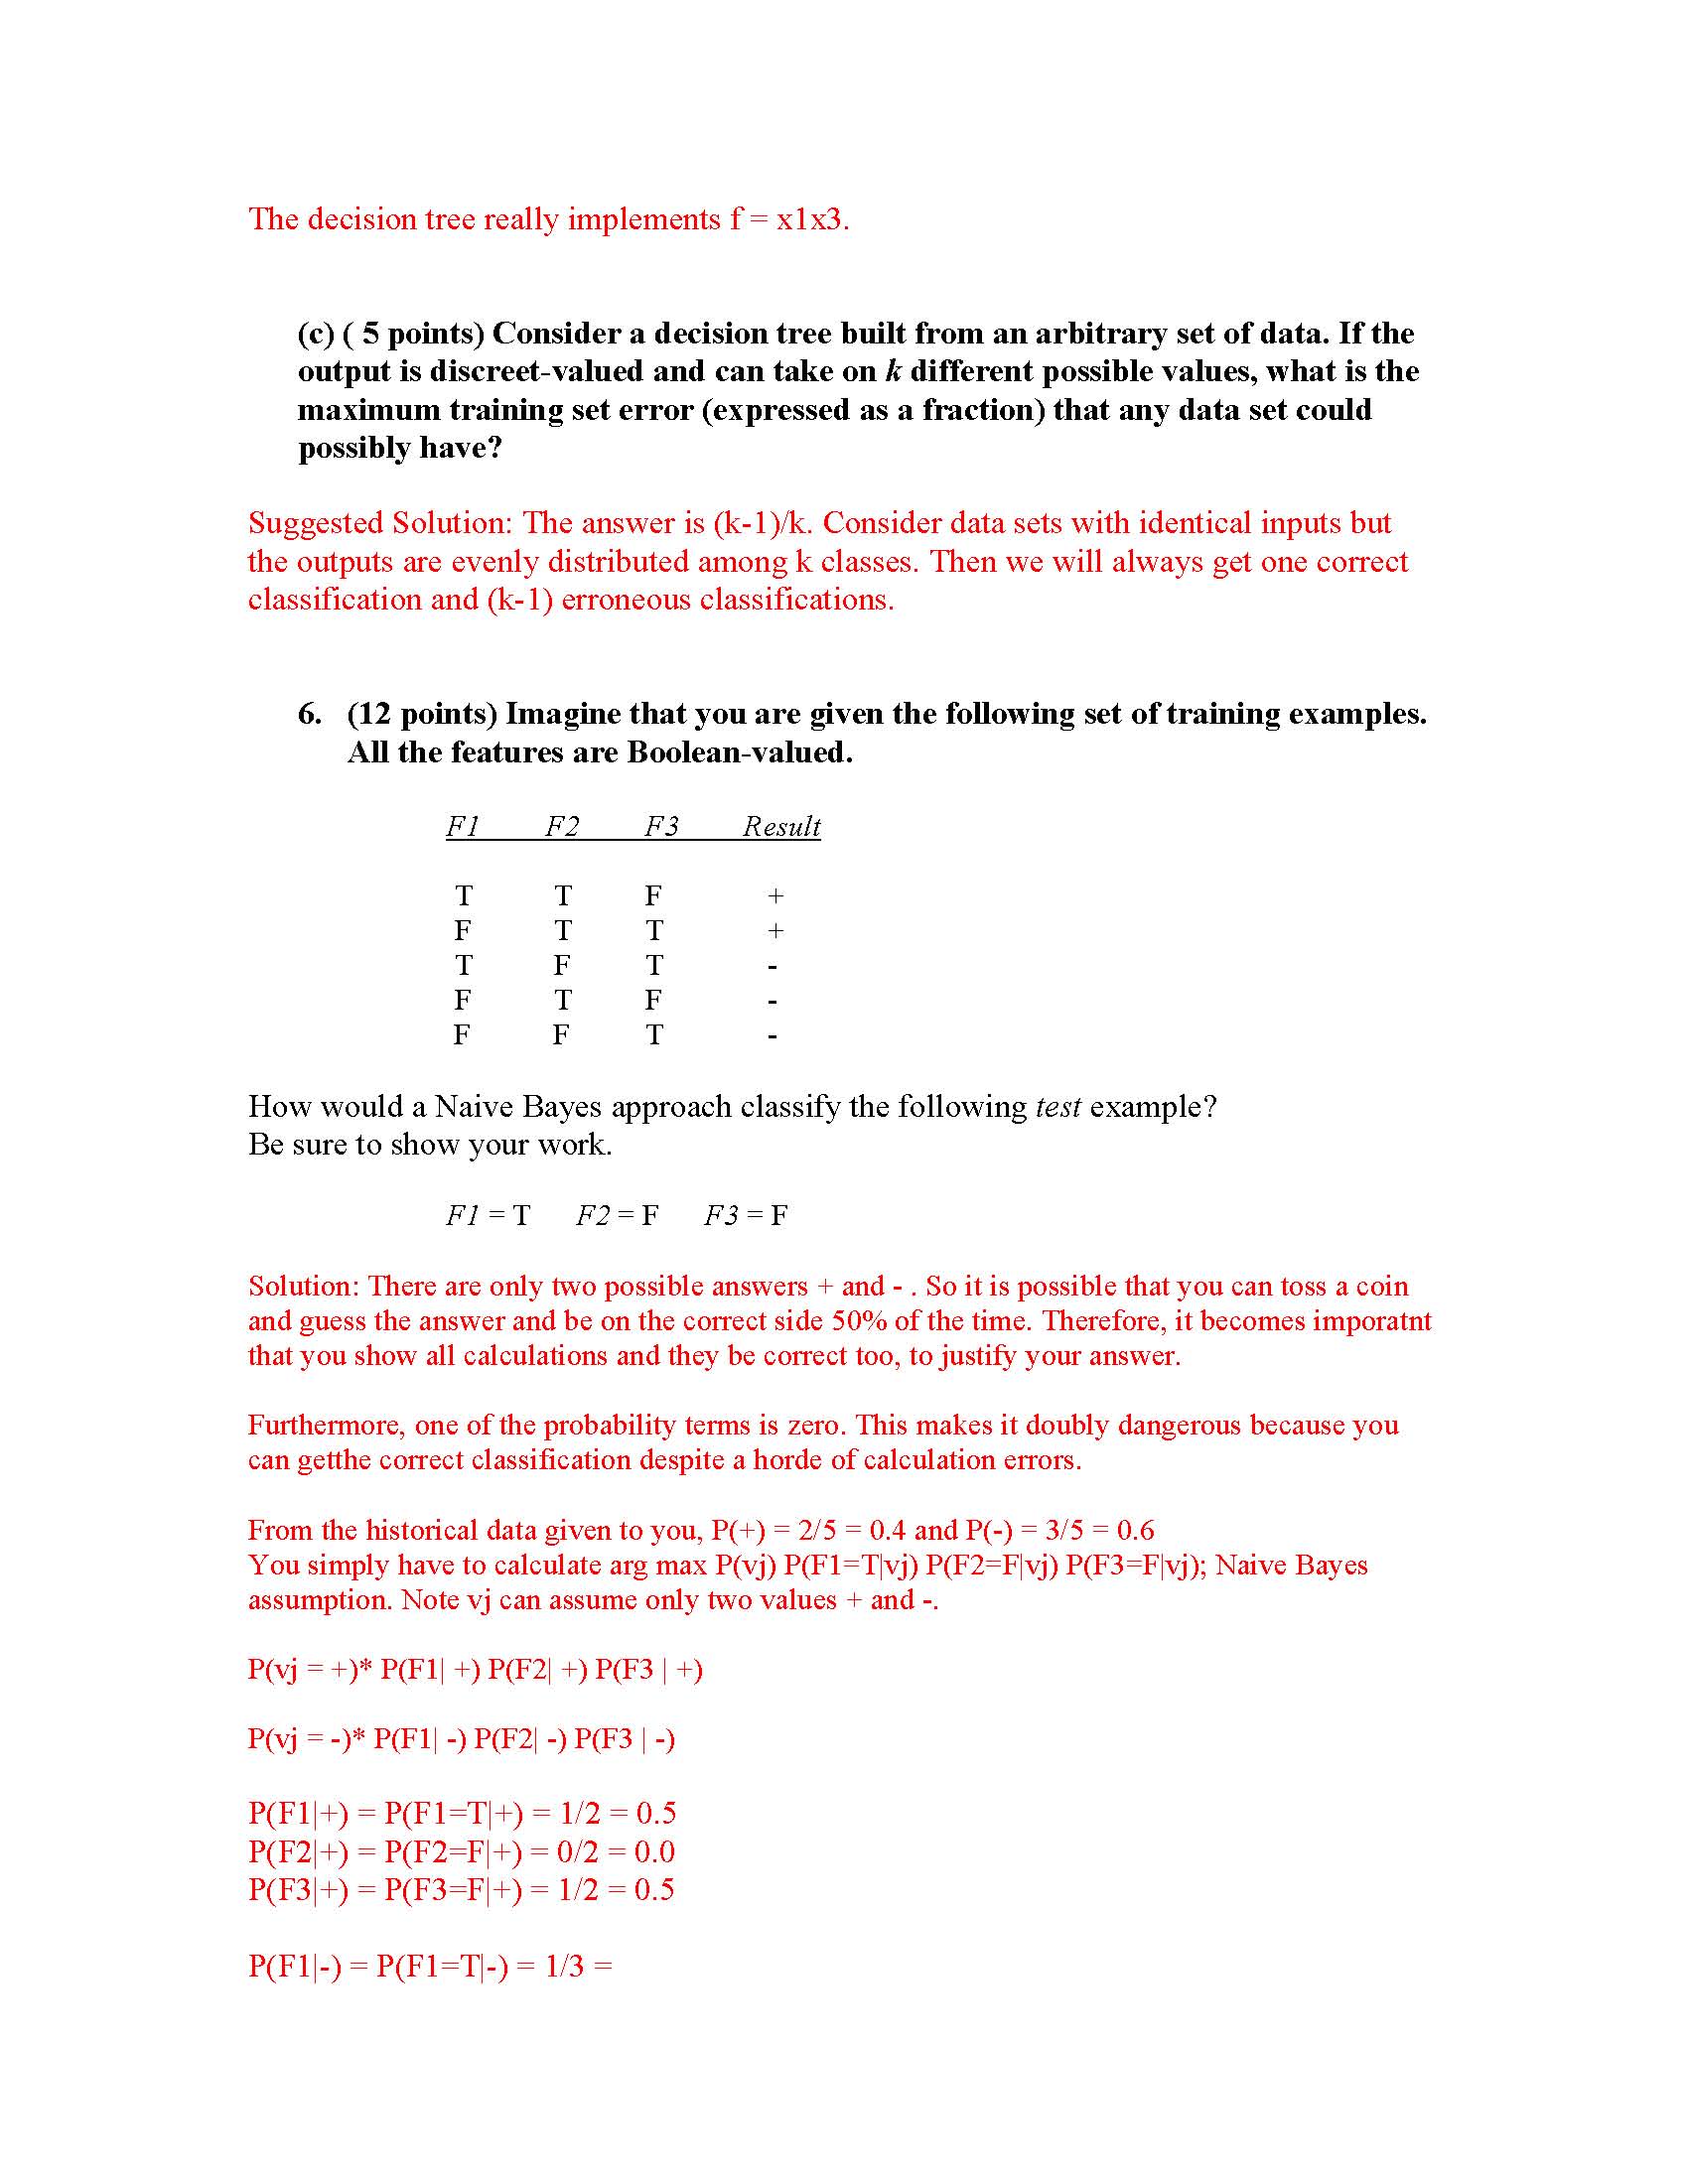 The decision tree really implements f = x1x3.
(c) ( 5 points) Consider a decision tree built from an arbitrary set of data. If the
output is discreet-valued and can take on k different possible values, what is the
maximum training set error (expressed as a fraction) that any data set could
possibly have?
Suggested Solution: The answer is (k-1)/k. Consider data sets with identical inputs but
the outputs are evenly distributed among k classes. Then we will always get one correct
classification and (k-1) erroneous classifications.
6. (12 points) Imagine that you are given the following set of training examples.
All the features are Boolean-valued.
F1 F2 F3 Result
T T F +
F T T +
T F T -
F T F -
F F T -
How would a Naive Bayes approach classify the following test example?
Be sure to show your work.
F1 = T F2 = F F3 = F
Solution: There are only two possible answers + and - . So it is possible that you can toss a coin
and guess the answer and be on the correct side 50% of the time. Therefore, it becomes imporatnt
that you show all calculations and they be correct too, to justify your answer.
Furthermore, one of the probability terms is zero. This makes it doubly dangerous because you
can getthe correct classification despite a horde of calculation errors.
From the historical data given to you, P(+) = 2/5 = 0.4 and P(-) = 3/5 = 0.6
You simply have to calculate arg max P(vj) P(F1=T|vj) P(F2=F|vj) P(F3=F|vj); Naive Bayes
assumption. Note vj can assume only two values + and -.
P(vj = +)* P(F1| +) P(F2| +) P(F3 | +)
P(vj = -)* P(F1| -) P(F2| -) P(F3 | -)
P(F1|+) = P(F1=T|+) = 1/2 = 0.5
P(F2|+) = P(F2=F|+) = 0/2 = 0.0
P(F3|+) = P(F3=F|+) = 1/2 = 0.5
P(F1|-) = P(F1=T|-) = 1/3 =